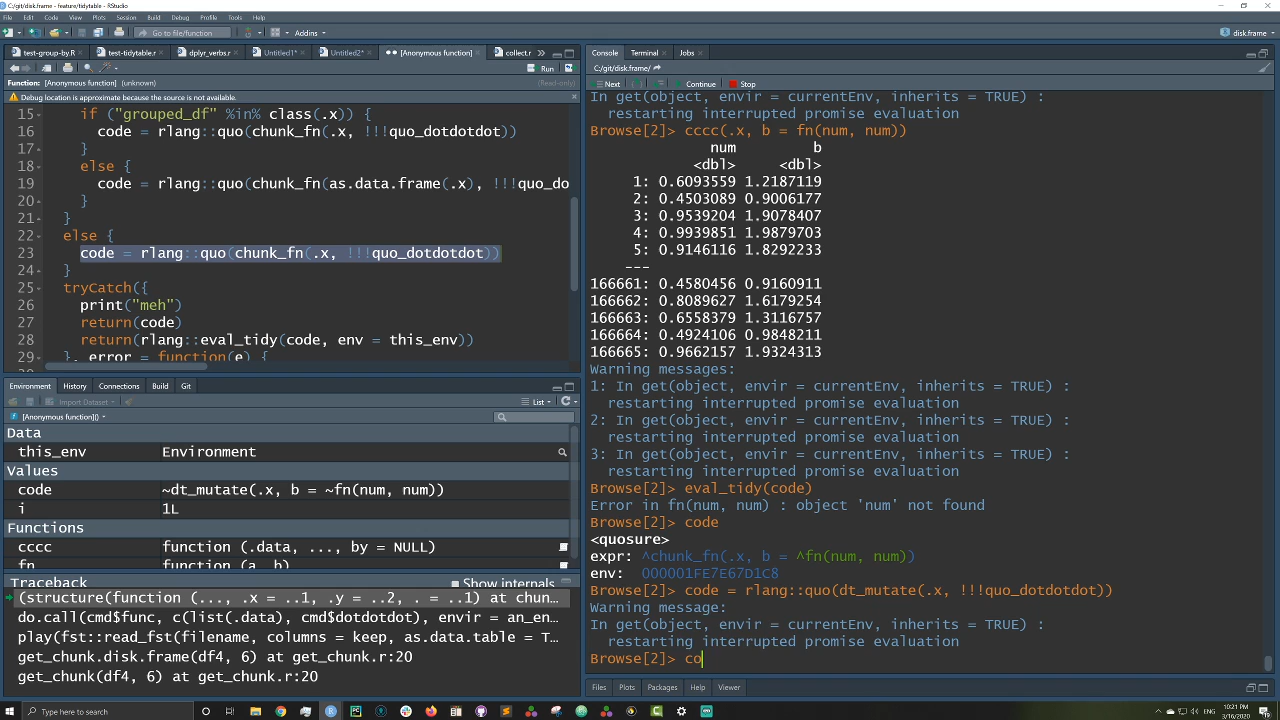 C:/git/disk.frame - feature/tidytable - RStudio
File Edit Code View Plots Session Build Debug Profile Tools Help
Go to file/function
Addins
disk.frame
test-group-by.R
test-tidytable.r
dplyr_verbs.r
Untitled1*
Untitled2*
[Anonymous function]
collect.r
Run
Function: [Anonymous function] (unknown)
(Read-only)
Debug location is approximate because the source is not available.
15 if ("grouped_df" %in% class(.x)) {
16 code = rlang::quo(chunk_fn(.x, !!!quo_dotdotdot))
17 }
18 else {
19 code = rlang::quo(chunk_fn(as.data.frame(.x), !!!quo_do
20 }
21 }
22 else {
23 code = rlang::quo(chunk_fn(.x, !!!quo_dotdotdot))
24 }
25 tryCatch({
26 print("meh")
27 return(code)
28 return(rlang::eval_tidy(code, env = this_env))
29 }, error = function(e) {
Environment History Connections Build Git
Import Dataset
List
[Anonymous function]()
Data
this_env Environment
Values
code ~dt_mutate(.x, b = ~fn(num, num))
i 1L
Functions
cccc function (.data, ..., by = NULL)
fn function (a, b)
Traceback
Show internals
(structure(function (..., .x = ..1, .y = ..2, . = ..1) at chun…
do.call(cmd$func, c(list(.data), cmd$dotdotdot), envir = an_en…
play(fst::read_fst(filename, columns = keep, as.data.table = T…
get_chunk.disk.frame(df4, 6) at get_chunk.r:20
get_chunk(df4, 6) at get_chunk.r:20
Console Terminal Jobs
C:/git/disk.frame/
Next Continue Stop
In get(object, envir = currentEnv, inherits = TRUE) :
restarting interrupted promise evaluation
Browse[2]> cccc(.x, b = fn(num, num))
num b
<dbl> <dbl>
1: 0.6093559 1.2187119
2: 0.4503089 0.9006177
3: 0.9539204 1.9078407
4: 0.9939851 1.9879703
5: 0.9146116 1.8292233
---
166661: 0.4580456 0.9160911
166662: 0.8089627 1.6179254
166663: 0.6558379 1.3116757
166664: 0.4924106 0.9848211
166665: 0.9662157 1.9324313
Warning messages:
1: In get(object, envir = currentEnv, inherits = TRUE) :
restarting interrupted promise evaluation
2: In get(object, envir = currentEnv, inherits = TRUE) :
restarting interrupted promise evaluation
3: In get(object, envir = currentEnv, inherits = TRUE) :
restarting interrupted promise evaluation
Browse[2]> eval_tidy(code)
Error in fn(num, num) : object 'num' not found
Browse[2]> code
<quosure>
expr: ^chunk_fn(.x, b = ^fn(num, num))
env: 000001FE7E67D1C8
Browse[2]> code = rlang::quo(dt_mutate(.x, !!!quo_dotdotdot))
Warning message:
In get(object, envir = currentEnv, inherits = TRUE) :
restarting interrupted promise evaluation
Browse[2]> co
Files Plots Packages Help Viewer
Type here to search
ENG
10:21 PM
3/16/2020